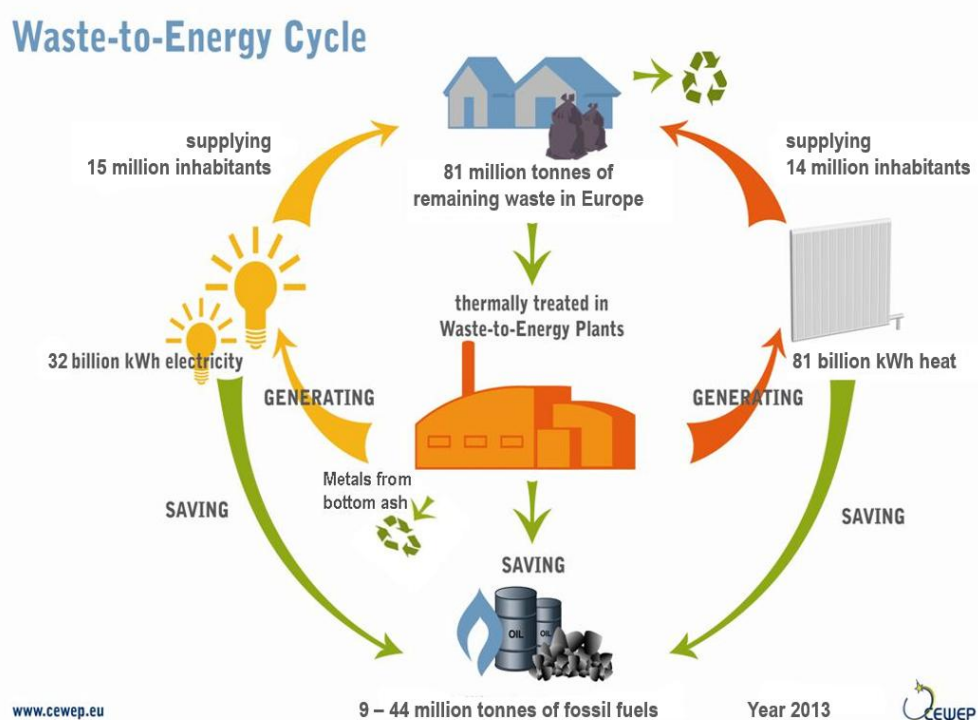 Waste-to-Energy Cycle
supplying
15 million inhabitants
supplying
14 million inhabitants
81 million tonnes of
remaining waste in Europe
thermally treated in
Waste-to-Energy Plants
32 billion kWh electricity
81 billion kWh heat
GENERATING
GENERATING
Metals from
bottom ash
SAVING
SAVING
SAVING
OIL
OIL
www.cewep.eu
9 – 44 million tonnes of fossil fuels
Year 2013
CEWEP